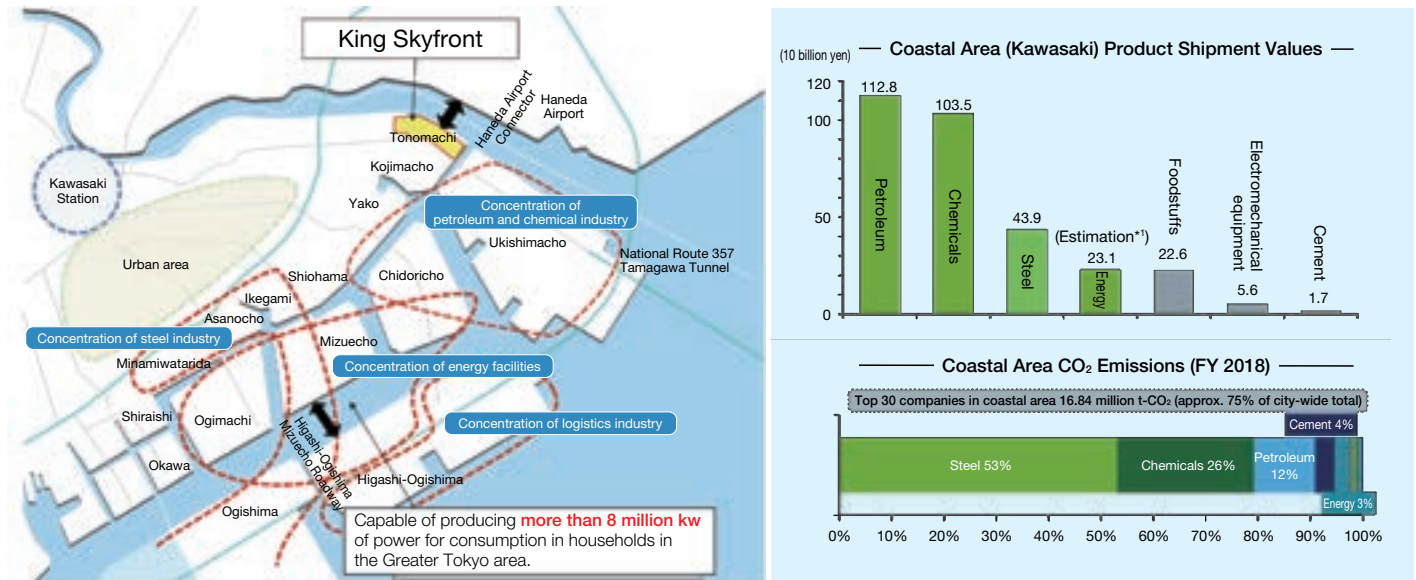 King Skyfront
Haneda Airport
Connector
Haneda
Airport
Tonomachi
Kojimacho
Kawasaki
Station
Yako
Concentration of
petroleum and chemical industry
Ukishimacho
National Route 357
Tamagawa Tunnel
Urban area
Shiohama
Chidoricho
Ikegami
Asanocho
Concentration of steel industry
Mizuecho
Minamiwatarida
Concentration of energy facilities
Shiraishi
Ogimachi
Concentration of logistics industry
Higashi-Ogishima
Mizuecho Roadway
Okawa
Higashi-Ogishima
Ogishima
Capable of producing more than 8 million kw
of power for consumption in households in
the Greater Tokyo area.
Coastal Area (Kawasaki) Product Shipment Values
(10 billion yen)
120
100
50
0
112.8
Petroleum
103.5
Chemicals
43.9
Steel
(Estimation*1)
23.1
Energy
Foodstuffs
22.6
Electromechanical
equipment
5.6
Cement
1.7
Coastal Area CO₂ Emissions (FY 2018)
Top 30 companies in coastal area 16.84 million t-CO₂ (approx. 75% of city-wide total)
Cement 4%
Steel 53%
Chemicals 26%
Petroleum
12%
Energy 3%
0% 10% 20% 30% 40% 50% 60% 70% 80% 90% 100%